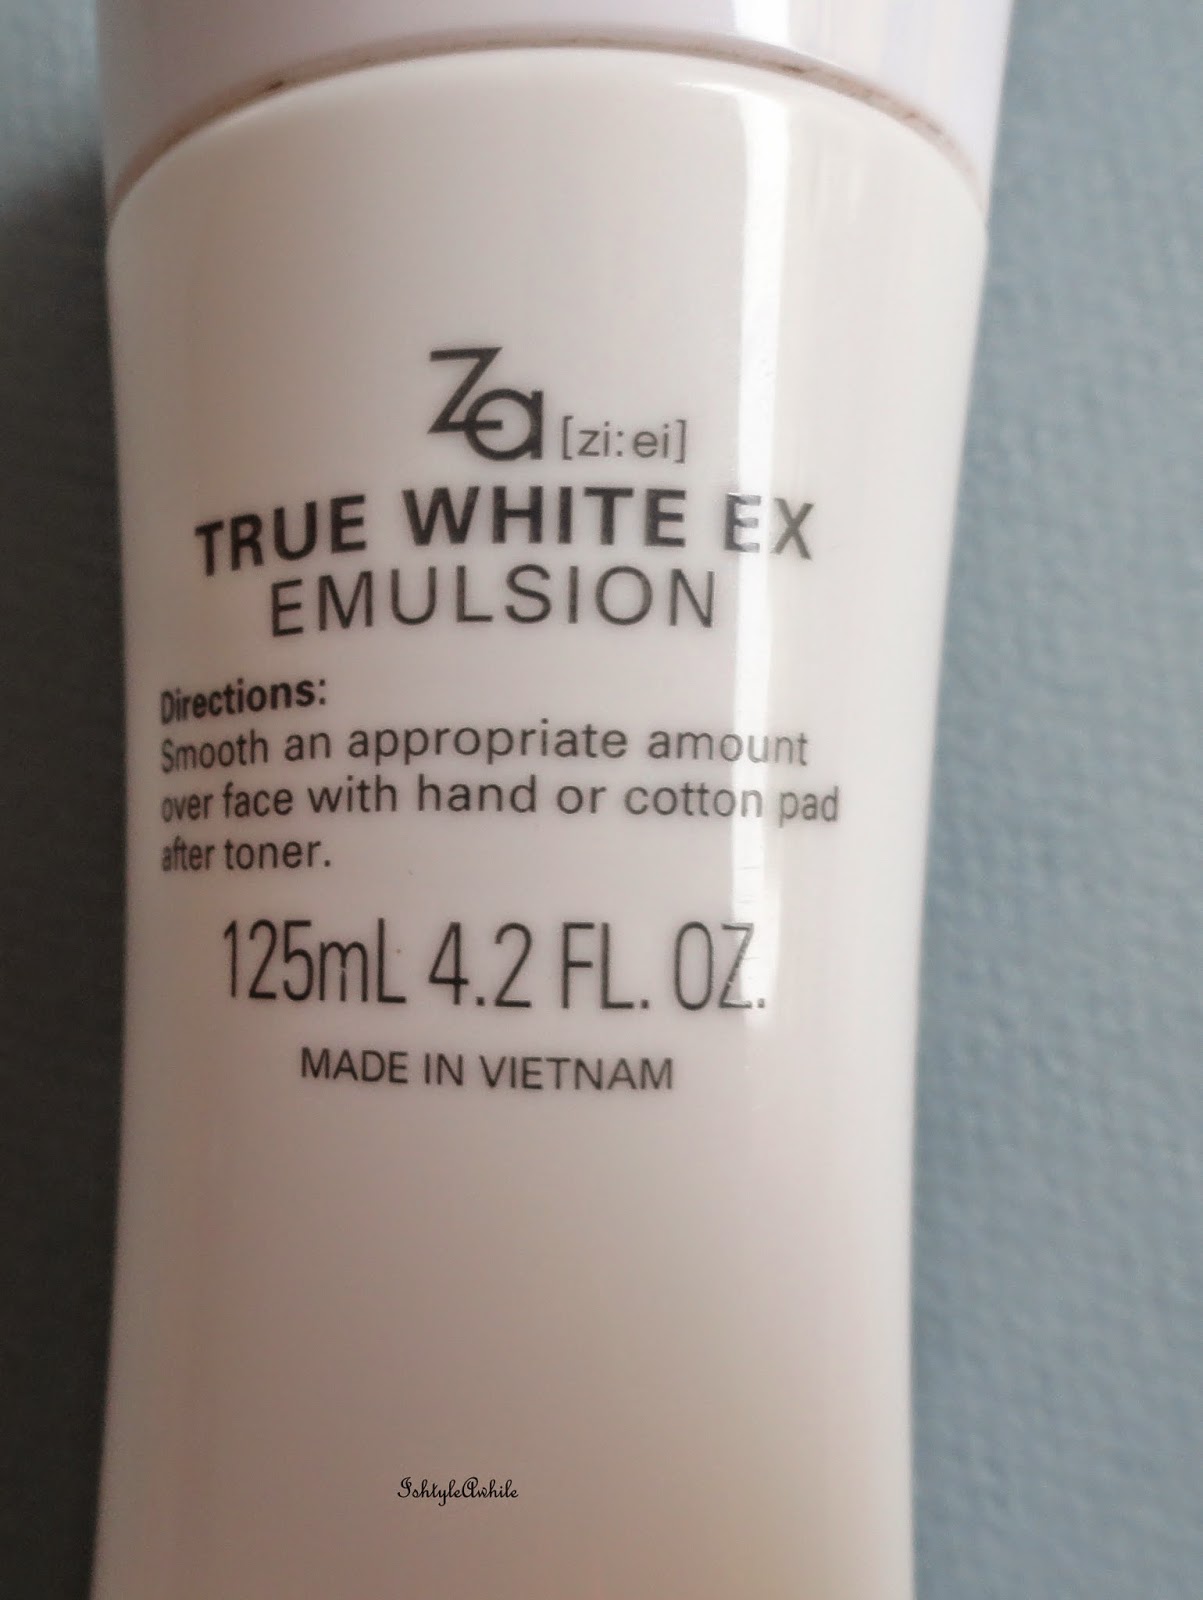 Za [zi:ei]
TRUE WHITE EX
EMULSION
Directions:
Smooth an appropriate amount
over face with hand or cotton pad
after toner.
125mL 4.2 FL. OZ.
MADE IN VIETNAM
IshtyleAwhile